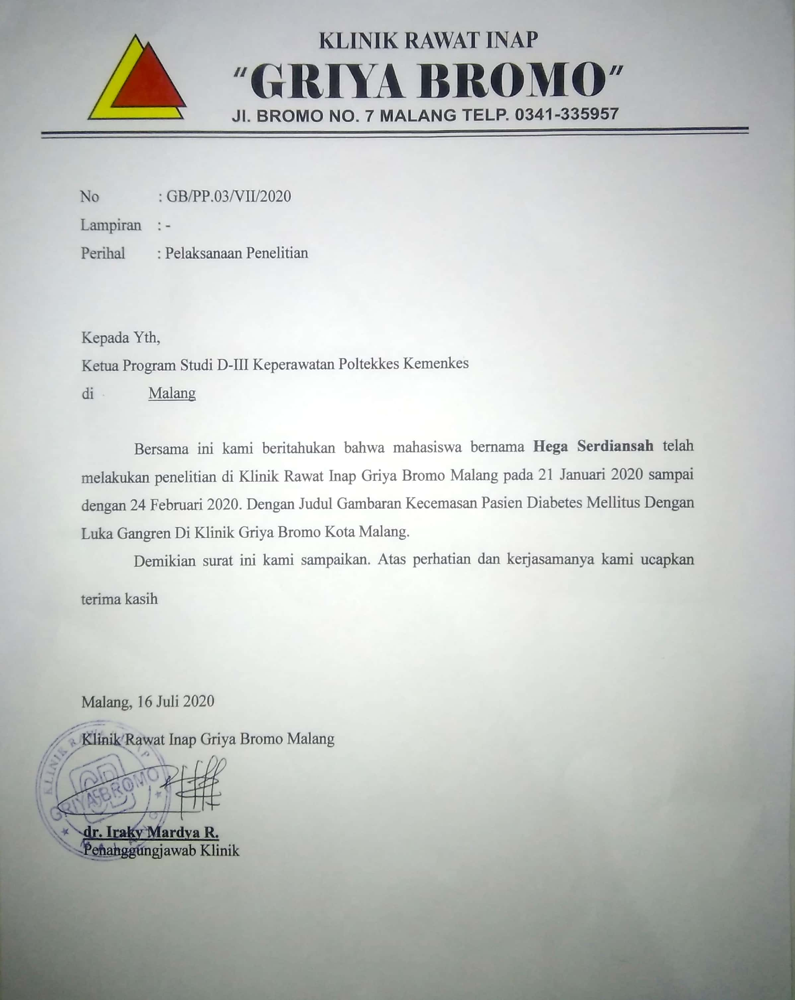 KLINIK RAWAT INAP
"GRIYA BROMO"
Jl. BROMO NO. 7 MALANG TELP. 0341-335957
No : GB/PP.03/VII/2020
Lampiran : -
Perihal : Pelaksanaan Penelitian
Kepada Yth,
Ketua Program Studi D-III Keperawatan Poltekkes Kemenkes
di Malang
Bersama ini kami beritahukan bahwa mahasiswa bernama Hega Serdiansah telah
melakukan penelitian di Klinik Rawat Inap Griya Bromo Malang pada 21 Januari 2020 sampai
dengan 24 Februari 2020. Dengan Judul Gambaran Kecemasan Pasien Diabetes Mellitus Dengan
Luka Gangren Di Klinik Griya Bromo Kota Malang.
Demikian surat ini kami sampaikan. Atas perhatian dan kerjasamanya kami ucapkan
terima kasih
Malang, 16 Juli 2020
Klinik Rawat Inap Griya Bromo Malang
KLINIK RAWAT INAP
GRIYA BROMO
dr. Iraky Mardya R.
Penanggungjawab Klinik